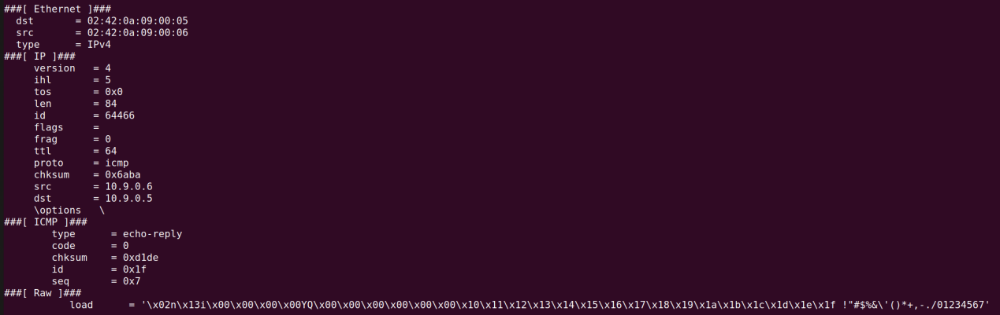 ###[ Ethernet ]###
  dst       = 02:42:0a:09:00:05
  src       = 02:42:0a:09:00:06
  type      = IPv4
###[ IP ]###
     version   = 4
     ihl       = 5
     tos       = 0x0
     len       = 84
     id        = 64466
     flags     =
     frag      = 0
     ttl       = 64
     proto     = icmp
     chksum    = 0x6aba
     src       = 10.9.0.6
     dst       = 10.9.0.5
     \options   \
###[ ICMP ]###
        type      = echo-reply
        code      = 0
        chksum    = 0xd1de
        id        = 0x1f
        seq       = 0x7
###[ Raw ]###
           load      = '\x02n\x13i\x00\x00\x00\x00YQ\x00\x00\x00\x00\x00\x00\x10\x11\x12\x13\x14\x15\x16\x17\x18\x19\x1a\x1b\x1c\x1d\x1e\x1f !"#$%&\'()*+,-./01234567'